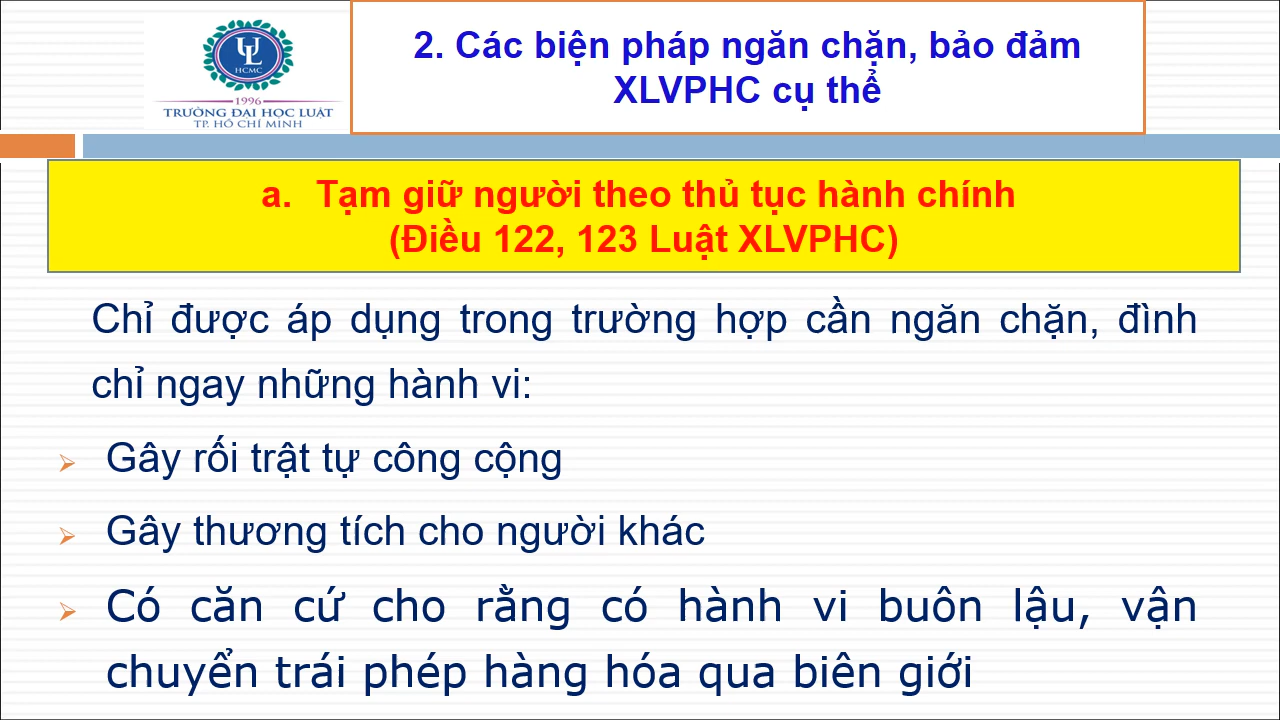 UL
HCMC
1996
TRƯỜNG ĐẠI HỌC LUẬT
TP. HỒ CHÍ MINH
2. Các biện pháp ngăn chặn, bảo đảm
XLVPHC cụ thể
a. Tạm giữ người theo thủ tục hành chính
(Điều 122, 123 Luật XLVPHC)
Chỉ được áp dụng trong trường hợp cần ngăn chặn, đình
chỉ ngay những hành vi:
Gây rối trật tự công cộng
Gây thương tích cho người khác
Có căn cứ cho rằng có hành vi buôn lậu, vận
chuyển trái phép hàng hóa qua biên giới